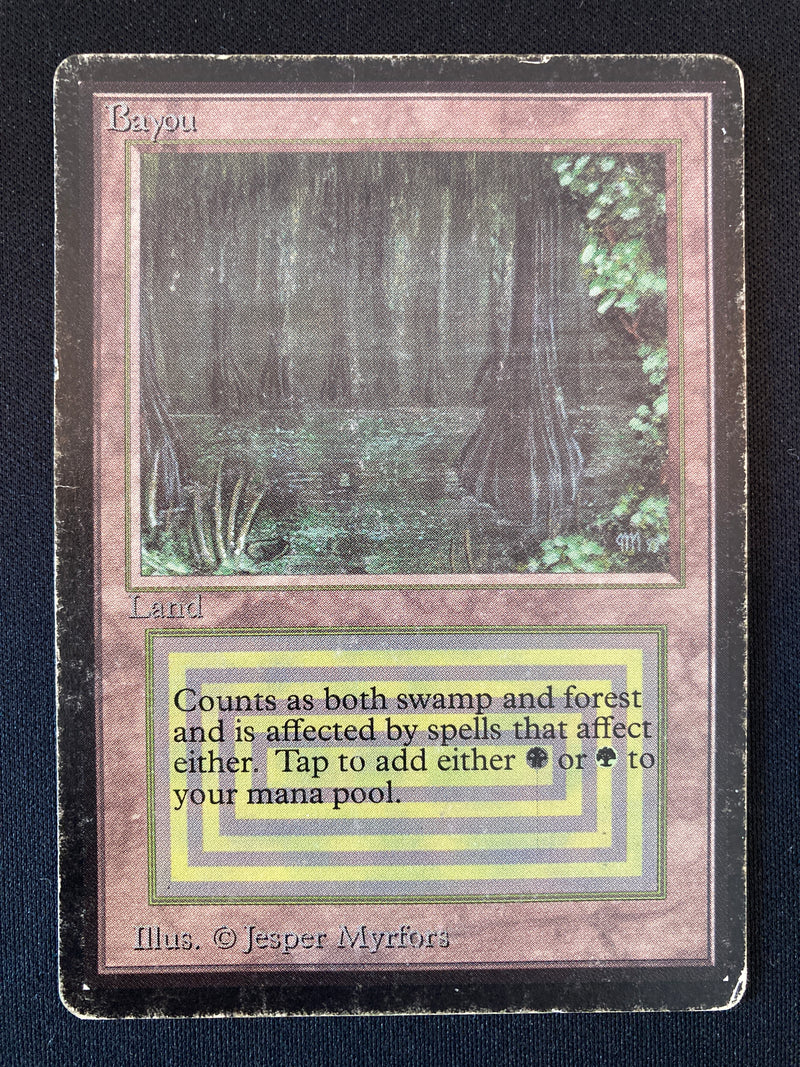 Bayou
Land
Counts as both swamp and forest
and is affected by spells that affect
either. Tap to add either or to
your mana pool.
Illus. © Jesper Myrfors